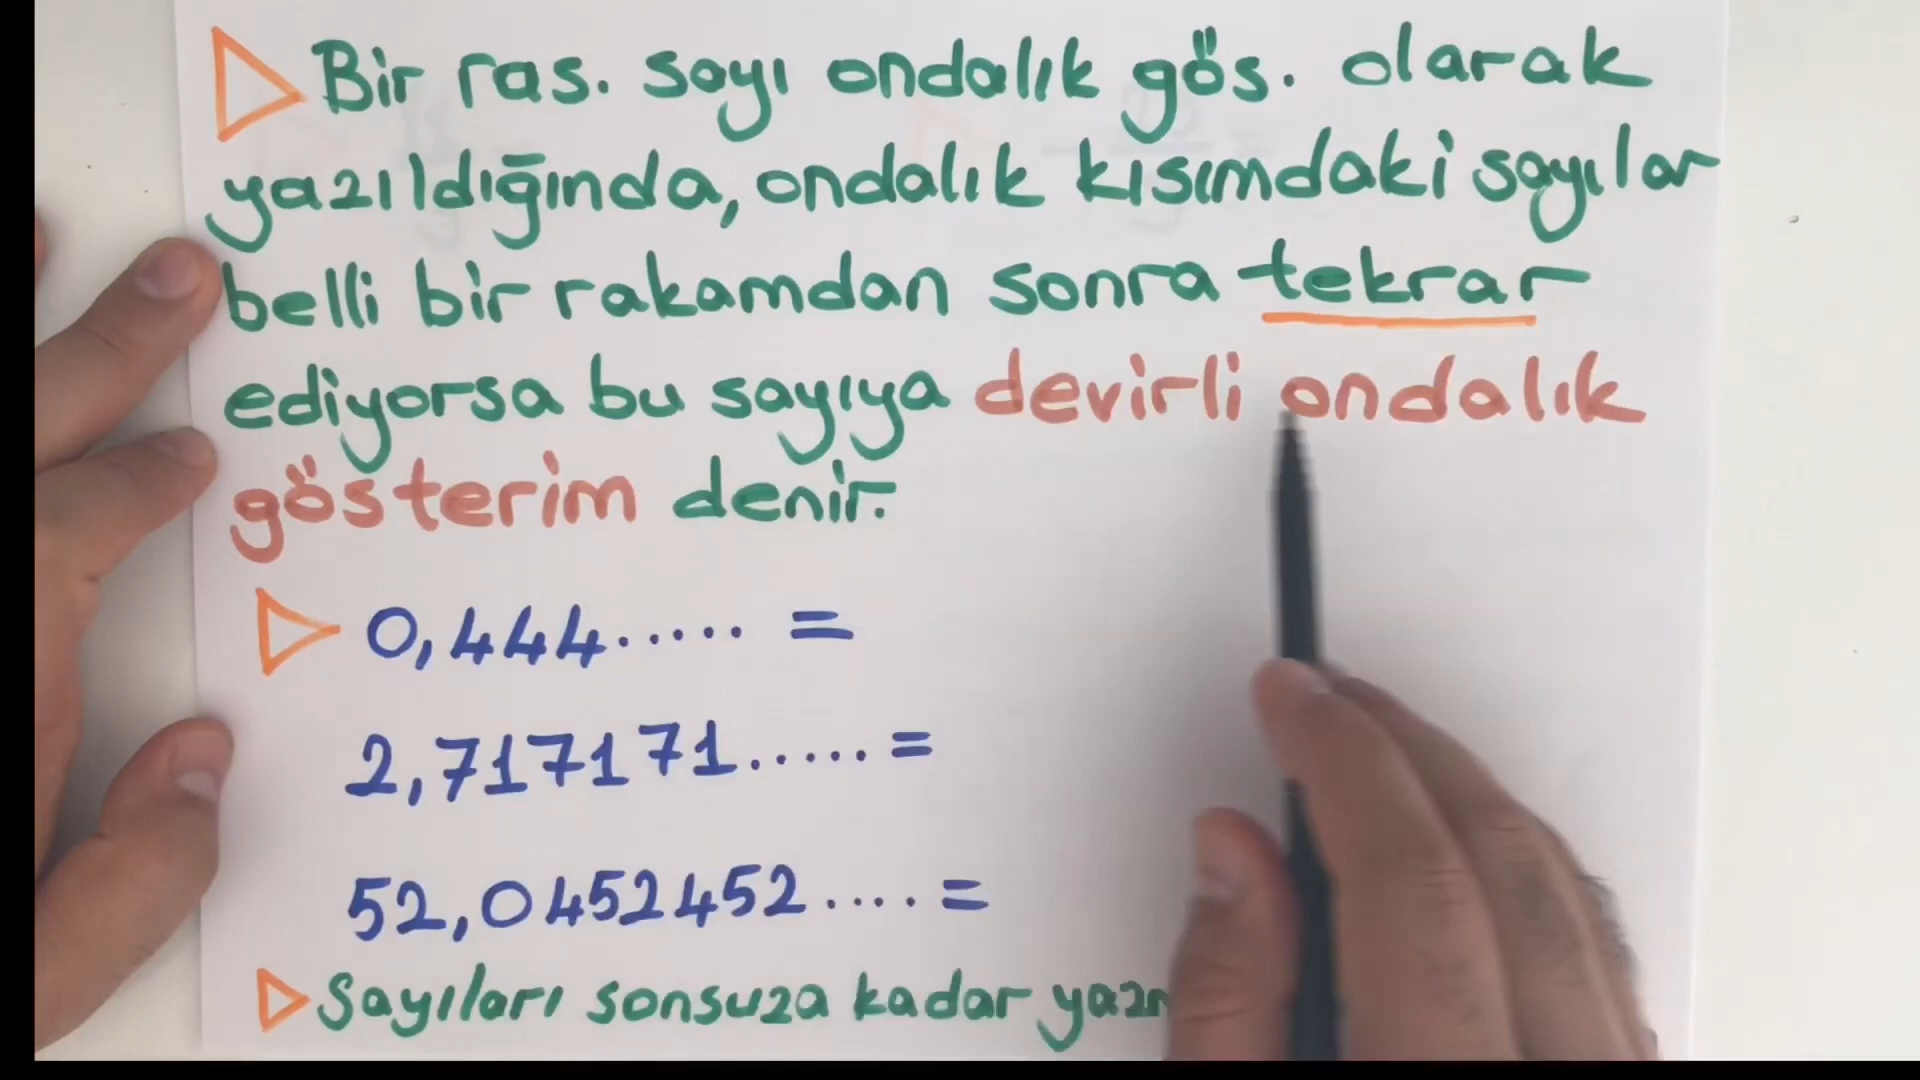 Bir ras. sayı ondalık gös. olarak
yazıldığında, ondalık kısımdaki sayılar
belli bir rakamdan sonra tekrar
ediyorsa bu sayıya devirli ondalık
gösterim denir.
0,444..... =
2,717171..... =
52,0452452.... =
Sayıları sonsuza kadar